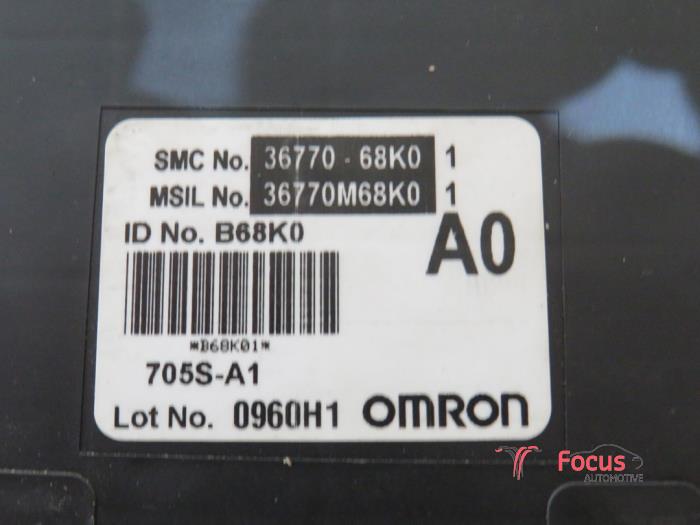 SMC No. 36770-68K0 1
MSIL No. 36770M68K0 1
ID No. B68K0
A0
*B68K01*
705S-A1
Lot No. 0960H1 OMRON
Focus
AUTOMOTIVE